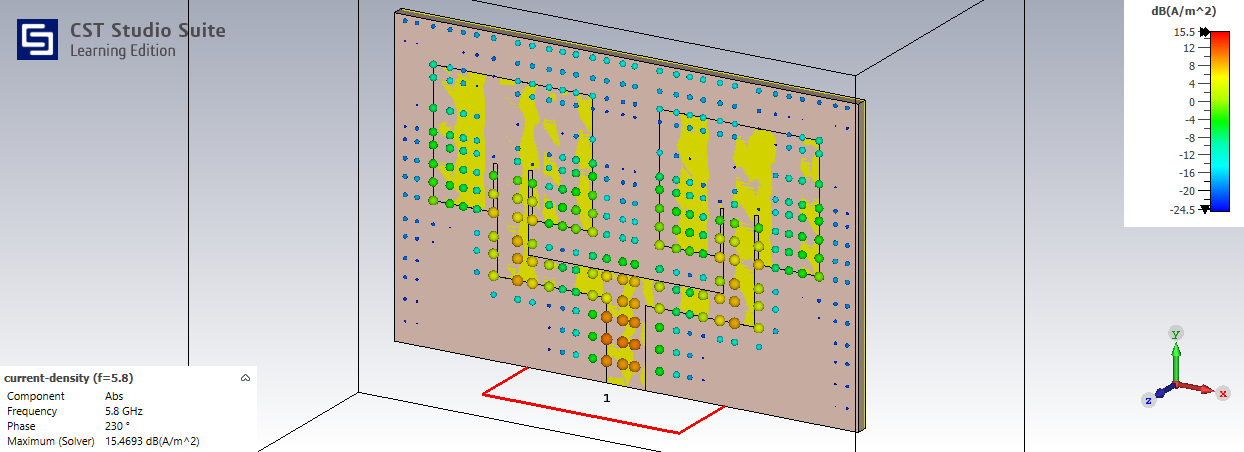 CST Studio Suite
Learning Edition
dB(A/m^2)
15.5
12
8
4
0
-4
-8
-12
-16
-20
-24.5
current-density (f=5.8)
Component Abs
Frequency 5.8 GHz
Phase 230 °
Maximum (Solver) 15.4693 dB(A/m^2)
1
y
x
z